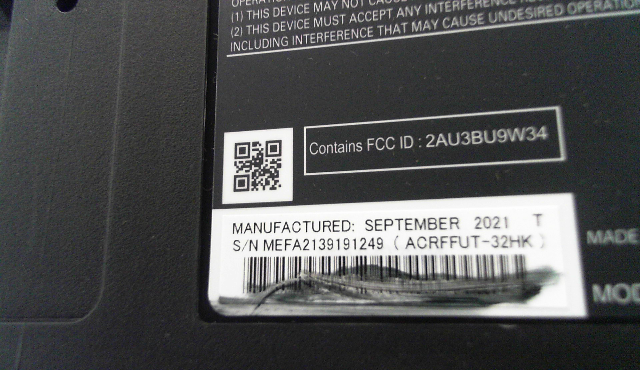 (1) THIS DEVICE MAY NOT CAUSE
(2) THIS DEVICE MUST ACCEPT ANY INTERFERENCE
INCLUDING INTERFERENCE THAT MAY CAUSE UNDESIRED OPERATION
Contains FCC ID : 2AU3BU9W34
MANUFACTURED: SEPTEMBER 2021 T
S/N MEFA2139191249 ( ACRFFUT-32HK )
MADE
MOD